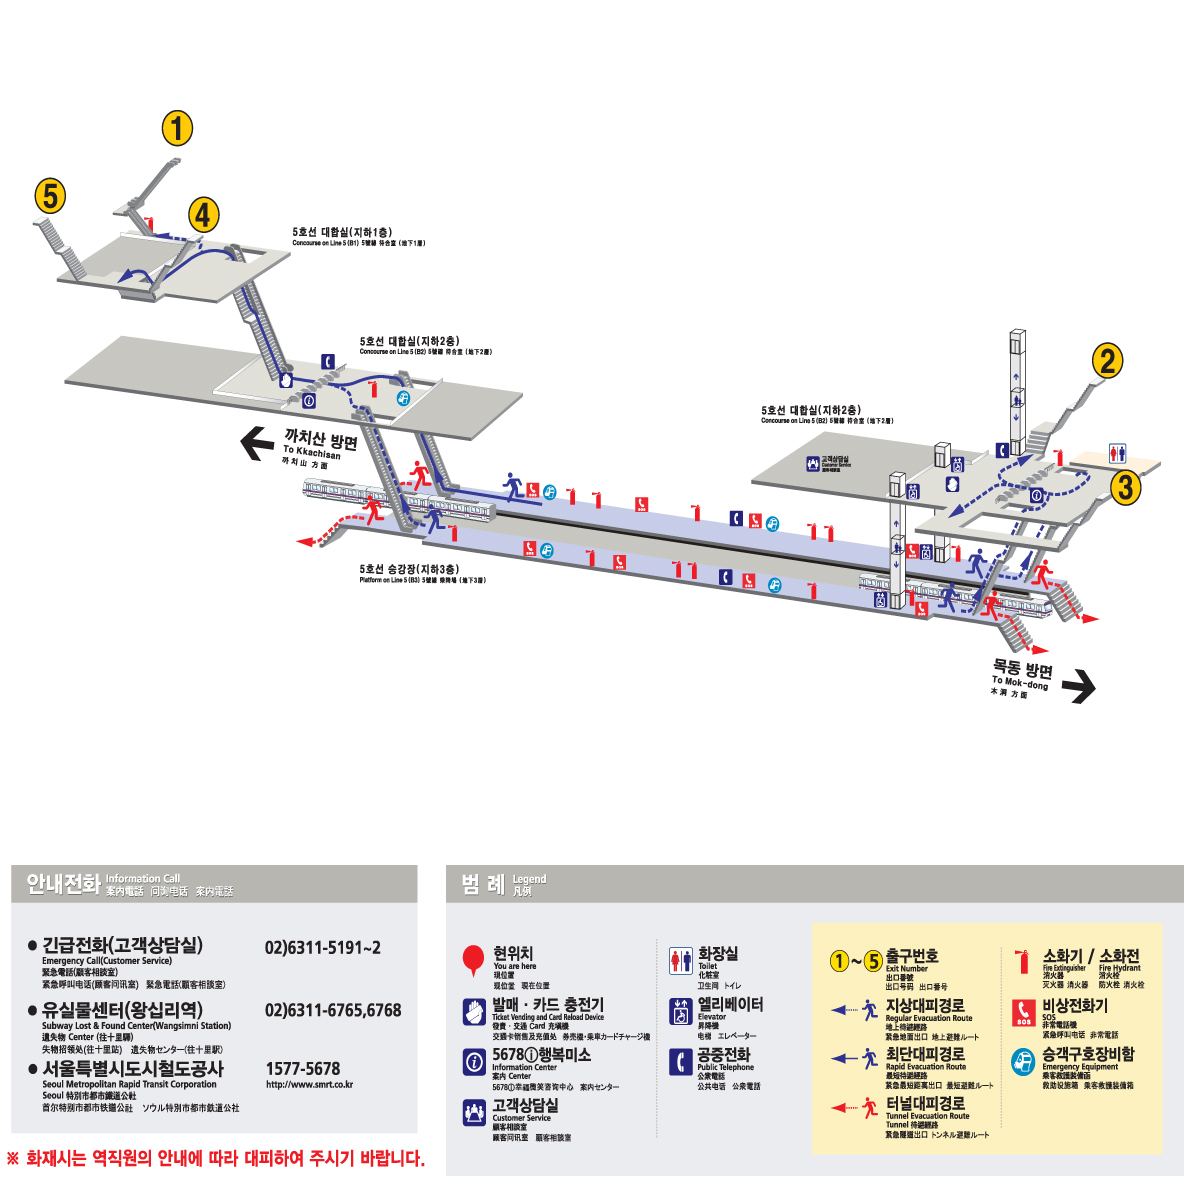 1
5
4
5호선 대합실(지하1층)
Concourse on Line 5 (B1) 5號線 待合室 (地下1層)
5호선 대합실(지하2층)
Concourse on Line 5 (B2) 5號線 待合室 (地下2層)
까치산 방면
To Kkachisan
까치山 方面
2
5호선 대합실(지하2층)
Concourse on Line 5 (B2) 5號線 待合室 (地下2層)
고객상담실
Customer Service
3
SOS
SOS
SOS
SOS
SOS
SOS
SOS
SOS
5호선 승강장(지하3층)
Platform on Line 5 (B3) 5號線 乘降場 (地下3層)
목동 방면
To Mok-dong
木洞 方面
안내전화 Information Call
案內電話 问询电话 案内電話
● 긴급전화(고객상담실) 02)6311-5191~2
Emergency Call(Customer Service)
緊急電話(顧客相談室)
紧急呼叫电话(顾客问讯室) 緊急電話(顧客相談室)
● 유실물센터(왕십리역) 02)6311-6765,6768
Subway Lost & Found Center(Wangsimni Station)
遺失物 Center (往十里驛)
失物招领处(往十里站) 遺失物センター(往十里駅)
● 서울특별시도시철도공사 1577-5678
Seoul Metropolitan Rapid Transit Corporation http://www.smrt.co.kr
Seoul 特別市都市鐵道公社
首尔特别市都市铁道公社 ソウル特別市都市鉄道公社
※ 화재시는 역직원의 안내에 따라 대피하여 주시기 바랍니다.
범 례 Legend
凡例
현위치
You are here
現位置
现位置 現在位置
발매 · 카드 충전기
Ticket Vending and Card Reload Device
發賣 · 交通 Card 充塡機
交通卡销售及充值处 券売機・乗車カードチャージ機
5678ⓘ행복미소
Information Center
案內 Center
5678ⓘ幸福微笑咨询中心 案内センター
고객상담실
Customer Service
顧客相談室
顾客问讯室 顧客相談室
화장실
Toilet
化粧室
卫生间 トイレ
엘리베이터
Elevator
昇降機
电梯 エレベーター
공중전화
Public Telephone
公衆電話
公共电话 公衆電話
1 ~ 5 출구번호
Exit Number
出口番號
出口号码 出口番号
지상대피경로
Regular Evacuation Route
地上待避經路
紧急地面出口 地上避難ルート
최단대피경로
Rapid Evacuation Route
最短待避經路
紧急最短距离出口 最短避難ルート
터널대피경로
Tunnel Evacuation Route
Tunnel 待避經路
紧急隧道出口 トンネル避難ルート
소화기 / 소화전
Fire Extinguisher Fire Hydrant
消火器 消火栓
灭火器 消火器 防火栓 消火栓
SOS
비상전화기
SOS
非常電話機
紧急呼叫电话 非常電話
승객구호장비함
Emergency Equipment
乘客救護裝備函
救助设施箱 乗客救護装備箱